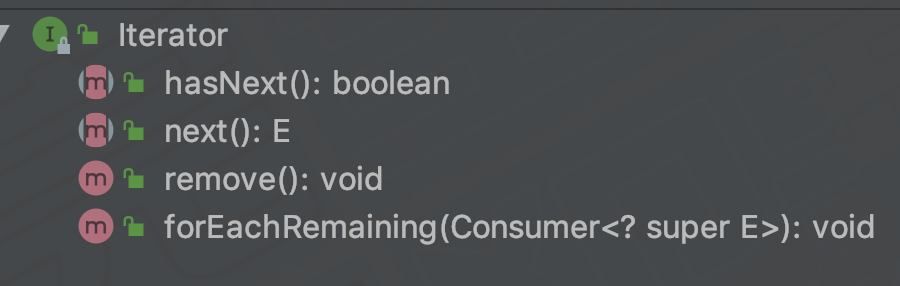 Iterator
hasNext(): boolean
next(): E
remove(): void
forEachRemaining(Consumer<? super E>): void